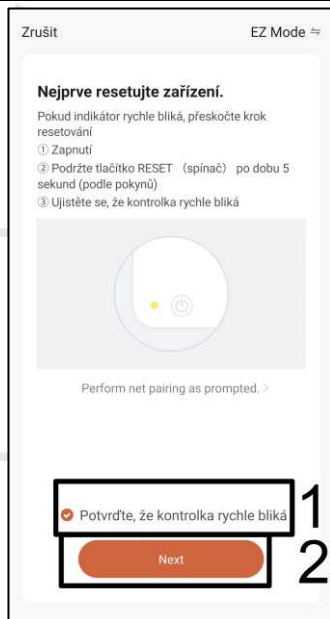 Zrušit
EZ Mode ⇋
Nejprve resetujte zařízení.
Pokud indikátor rychle bliká, přeskočte krok
resetování
① Zapnutí
② Podržte tlačítko RESET （spínač） po dobu 5
sekund (podle pokynů)
③ Ujistěte se, že kontrolka rychle bliká
Perform net pairing as prompted. >
Potvrďte, že kontrolka rychle bliká
1
Next
2